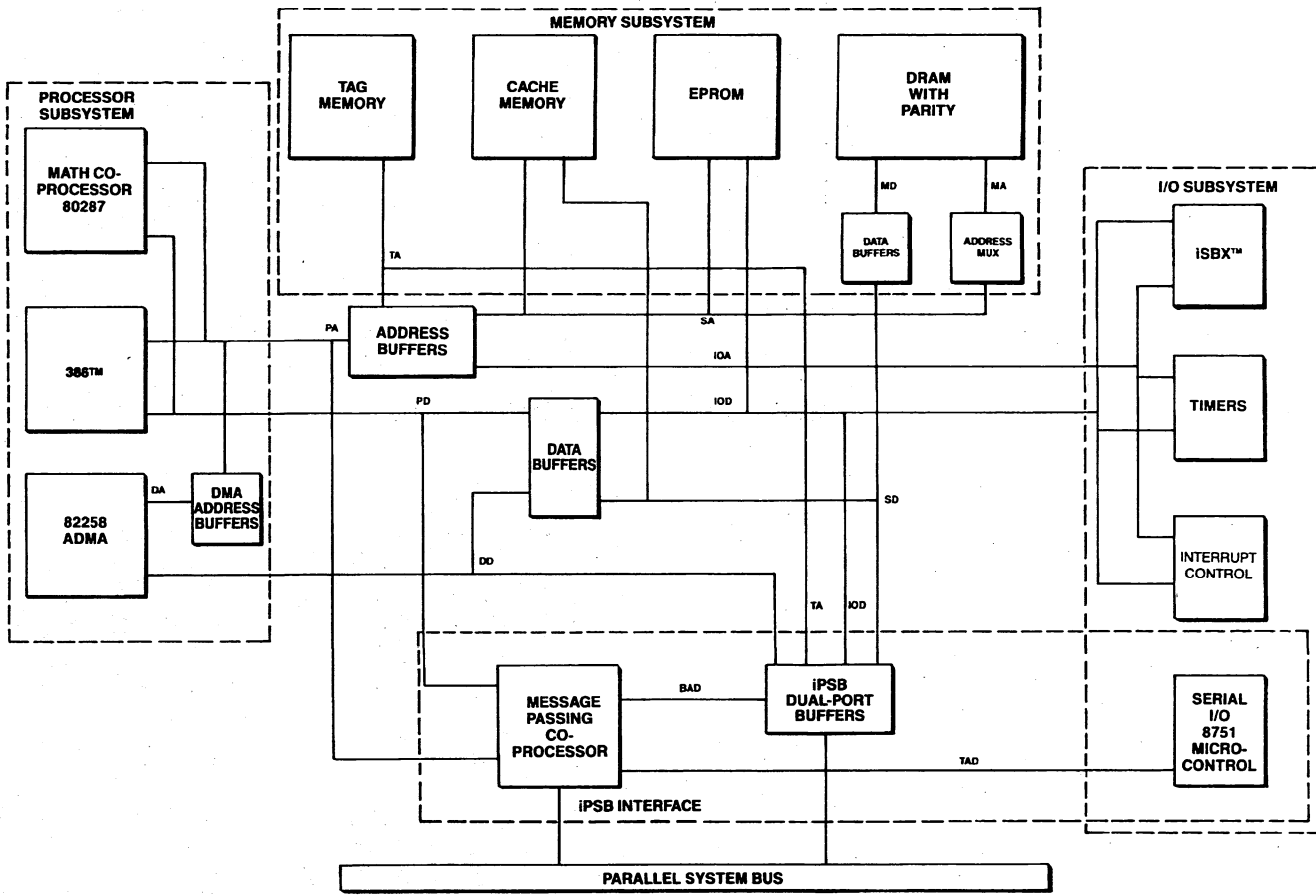 MEMORY SUBSYSTEM
TAG
MEMORY
CACHE
MEMORY
EPROM
DRAM
WITH
PARITY
PROCESSOR
SUBSYSTEM
MATH CO-
PROCESSOR
80287
MD
MA
I/O SUBSYSTEM
DATA
BUFFERS
ADDRESS
MUX
iSBX™
TA
PA
ADDRESS
BUFFERS
SA
IOA
386™
PD
IOD
TIMERS
DATA
BUFFERS
DA
DMA
ADDRESS
BUFFERS
SD
82258
ADMA
DD
INTERRUPT
CONTROL
TA
IOD
MESSAGE
PASSING
CO-
PROCESSOR
BAD
iPSB
DUAL-PORT
BUFFERS
SERIAL
I/O
8751
MICRO-
CONTROL
TAD
iPSB INTERFACE
PARALLEL SYSTEM BUS